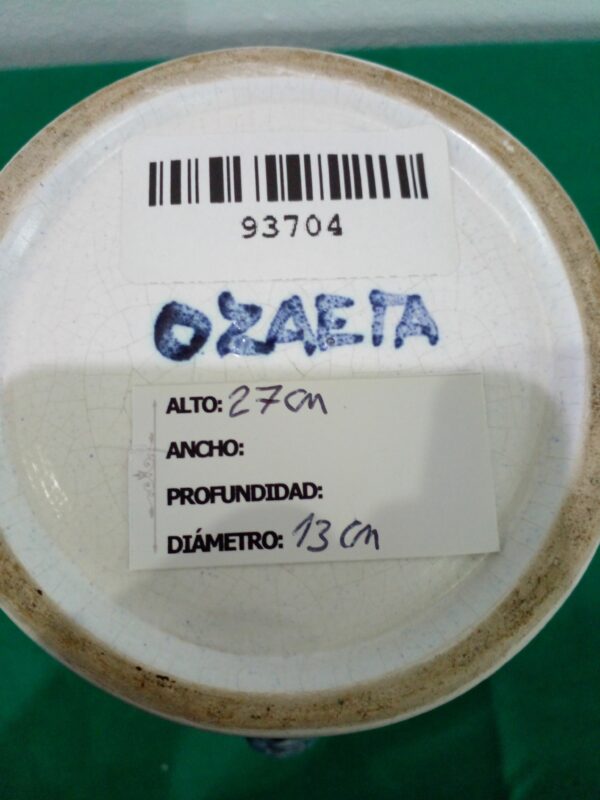 93704
OZAETA
ALTO: 27 cm
ANCHO:
PROFUNDIDAD:
DIÁMETRO: 13 cm